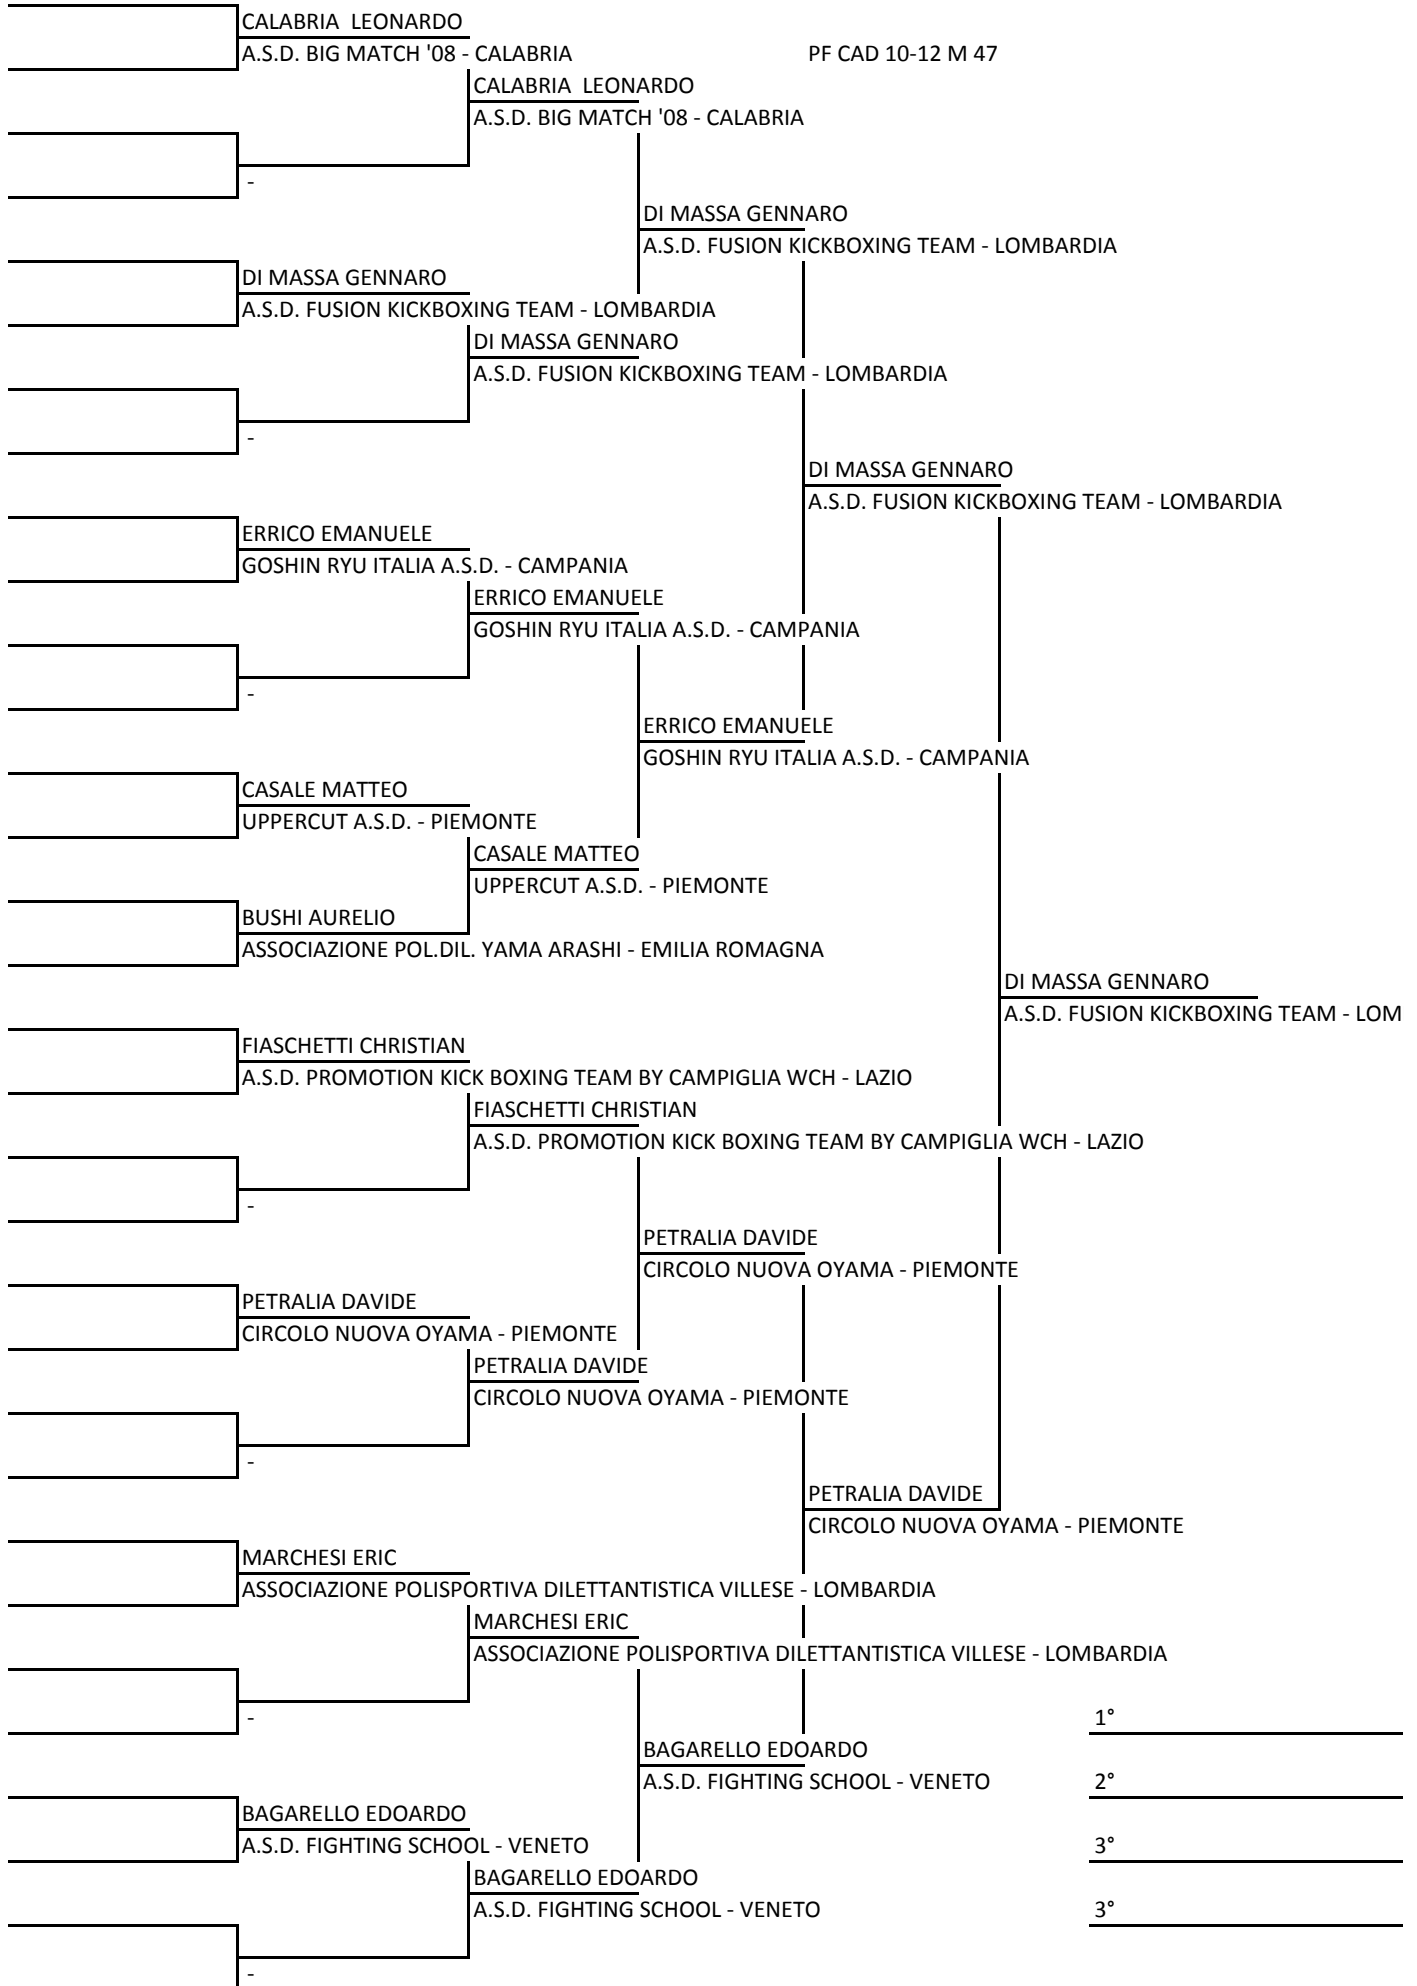 CALABRIA  LEONARDO
A.S.D. BIG MATCH '08 - CALABRIA
PF CAD 10-12 M 47
CALABRIA  LEONARDO
A.S.D. BIG MATCH '08 - CALABRIA
-
DI MASSA GENNARO
A.S.D. FUSION KICKBOXING TEAM - LOMBARDIA
DI MASSA GENNARO
A.S.D. FUSION KICKBOXING TEAM - LOMBARDIA
DI MASSA GENNARO
A.S.D. FUSION KICKBOXING TEAM - LOMBARDIA
-
DI MASSA GENNARO
A.S.D. FUSION KICKBOXING TEAM - LOMBARDIA
ERRICO EMANUELE
GOSHIN RYU ITALIA A.S.D. - CAMPANIA
ERRICO EMANUELE
GOSHIN RYU ITALIA A.S.D. - CAMPANIA
-
ERRICO EMANUELE
GOSHIN RYU ITALIA A.S.D. - CAMPANIA
CASALE MATTEO
UPPERCUT A.S.D. - PIEMONTE
CASALE MATTEO
UPPERCUT A.S.D. - PIEMONTE
BUSHI AURELIO
ASSOCIAZIONE POL.DIL. YAMA ARASHI - EMILIA ROMAGNA
DI MASSA GENNARO
A.S.D. FUSION KICKBOXING TEAM - LOM
FIASCHETTI CHRISTIAN
A.S.D. PROMOTION KICK BOXING TEAM BY CAMPIGLIA WCH - LAZIO
FIASCHETTI CHRISTIAN
A.S.D. PROMOTION KICK BOXING TEAM BY CAMPIGLIA WCH - LAZIO
-
PETRALIA DAVIDE
CIRCOLO NUOVA OYAMA - PIEMONTE
PETRALIA DAVIDE
CIRCOLO NUOVA OYAMA - PIEMONTE
PETRALIA DAVIDE
CIRCOLO NUOVA OYAMA - PIEMONTE
-
PETRALIA DAVIDE
CIRCOLO NUOVA OYAMA - PIEMONTE
MARCHESI ERIC
ASSOCIAZIONE POLISPORTIVA DILETTANTISTICA VILLESE - LOMBARDIA
MARCHESI ERIC
ASSOCIAZIONE POLISPORTIVA DILETTANTISTICA VILLESE - LOMBARDIA
-
1°
BAGARELLO EDOARDO
A.S.D. FIGHTING SCHOOL - VENETO
2°
BAGARELLO EDOARDO
A.S.D. FIGHTING SCHOOL - VENETO
3°
BAGARELLO EDOARDO
A.S.D. FIGHTING SCHOOL - VENETO
3°
-